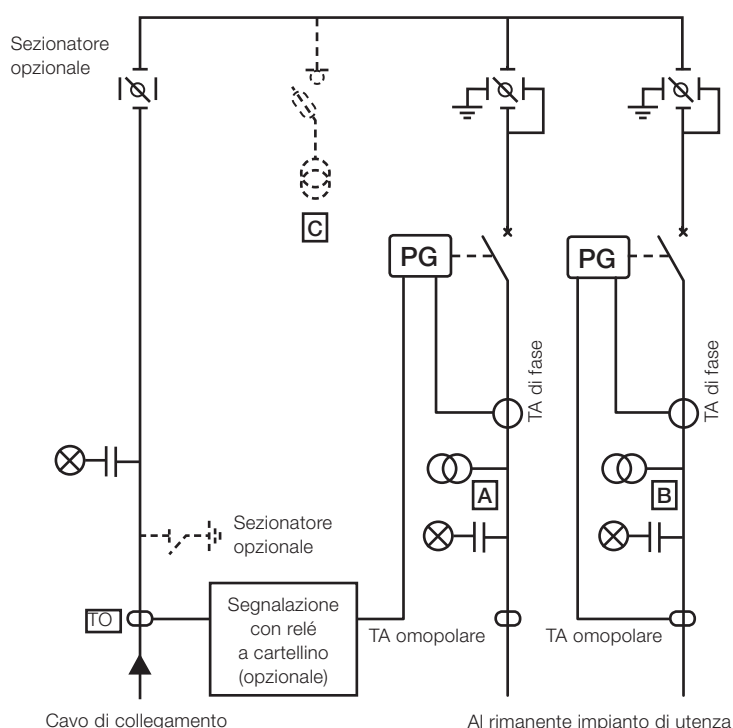 Sezionatore
opzionale
C
PG
PG
TA di fase
TA di fase
A
B
Sezionatore
opzionale
TO
Segnalazione
con relé
a cartellino
(opzionale)
TA omopolare
TA omopolare
Cavo di collegamento
Al rimanente impianto di utenza